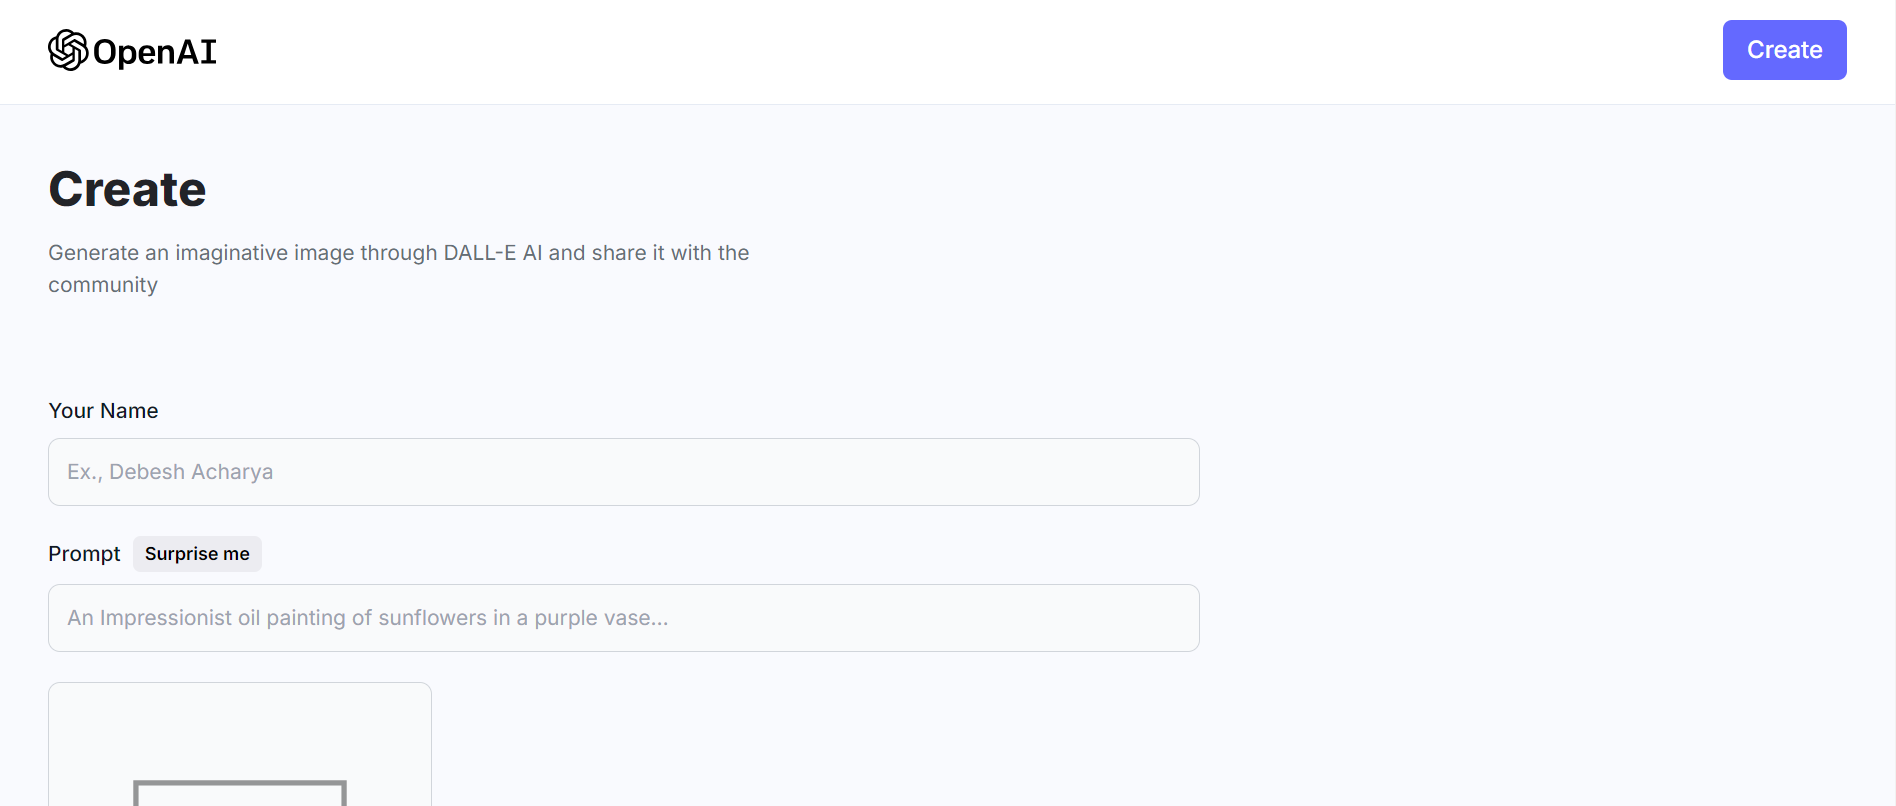 OpenAI
Create
Create
Generate an imaginative image through DALL-E AI and share it with the
community
Your Name
Ex., Debesh Acharya
Prompt Surprise me
An Impressionist oil painting of sunflowers in a purple vase...